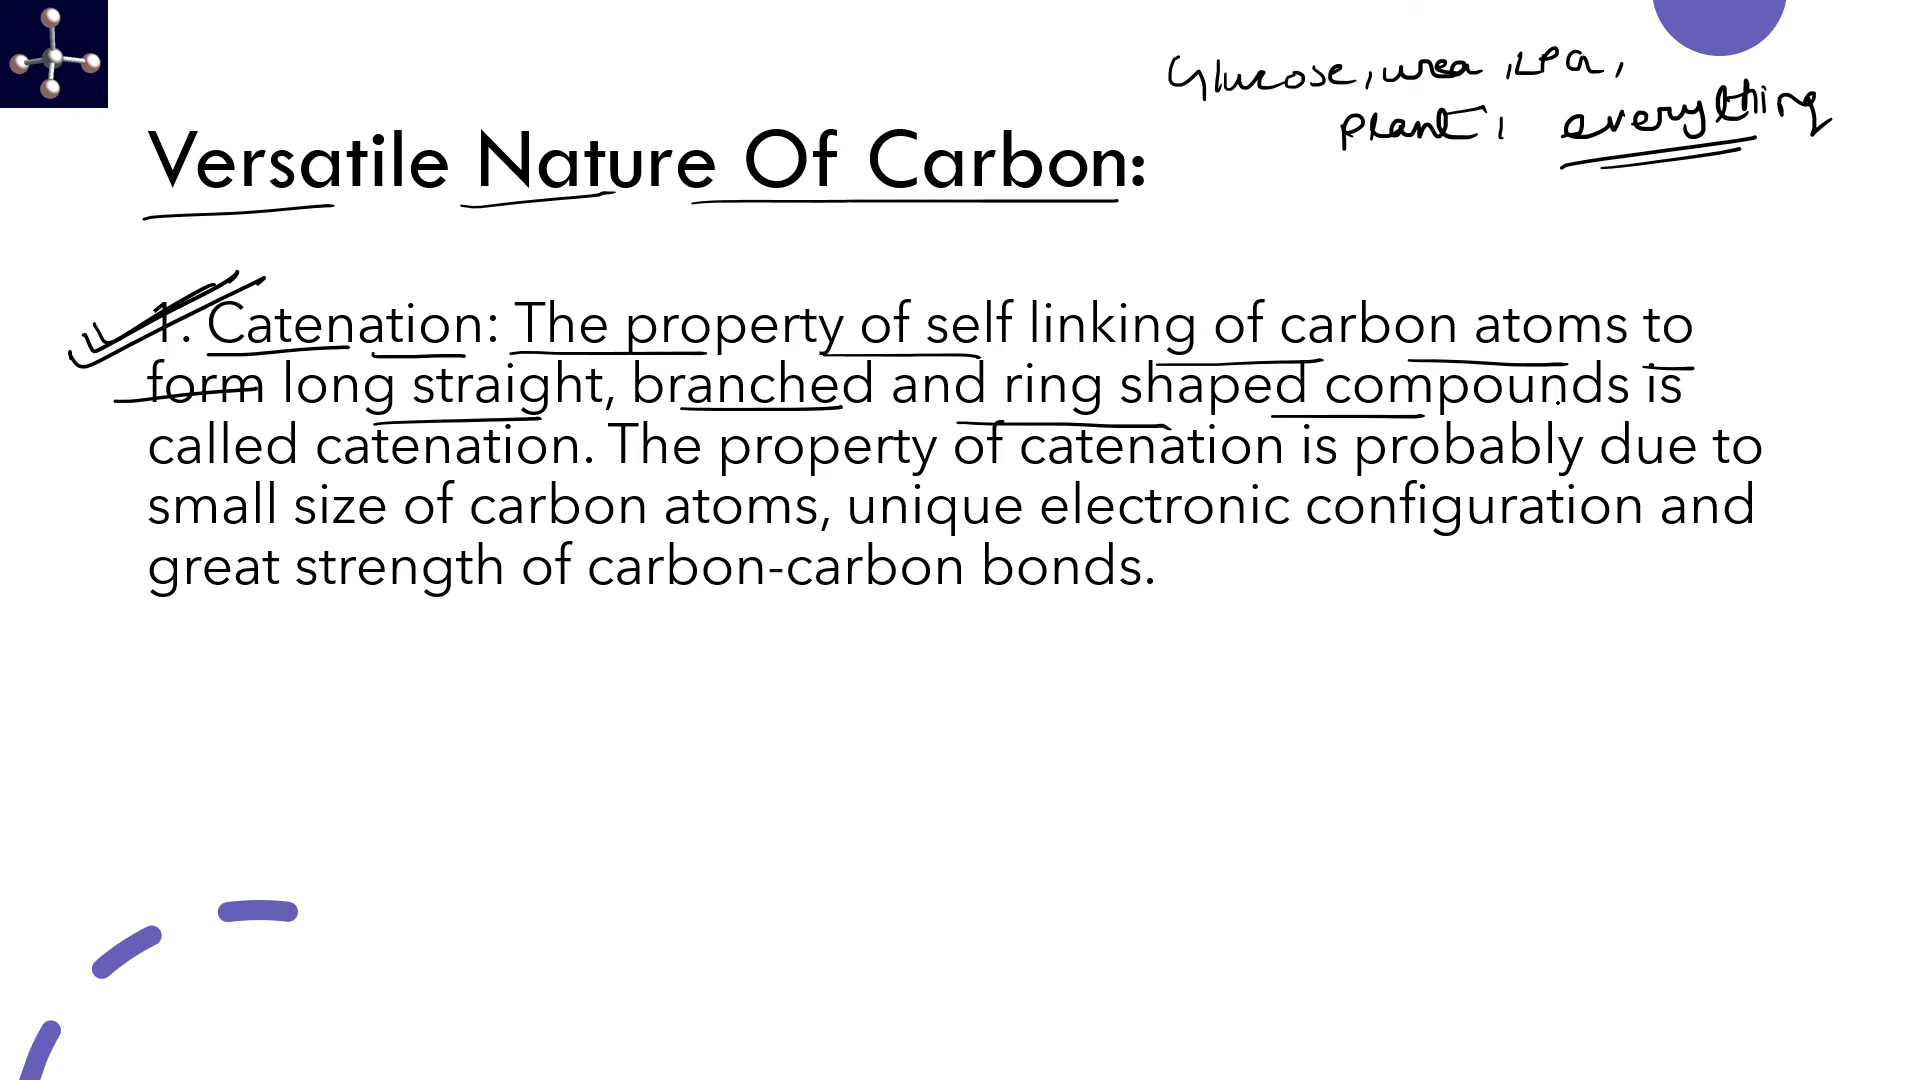 Glucose, urea, LPG,
plant, everything
Versatile Nature Of Carbon:
1. Catenation: The property of self linking of carbon atoms to
form long straight, branched and ring shaped compounds is
called catenation. The property of catenation is probably due to
small size of carbon atoms, unique electronic configuration and
great strength of carbon-carbon bonds.